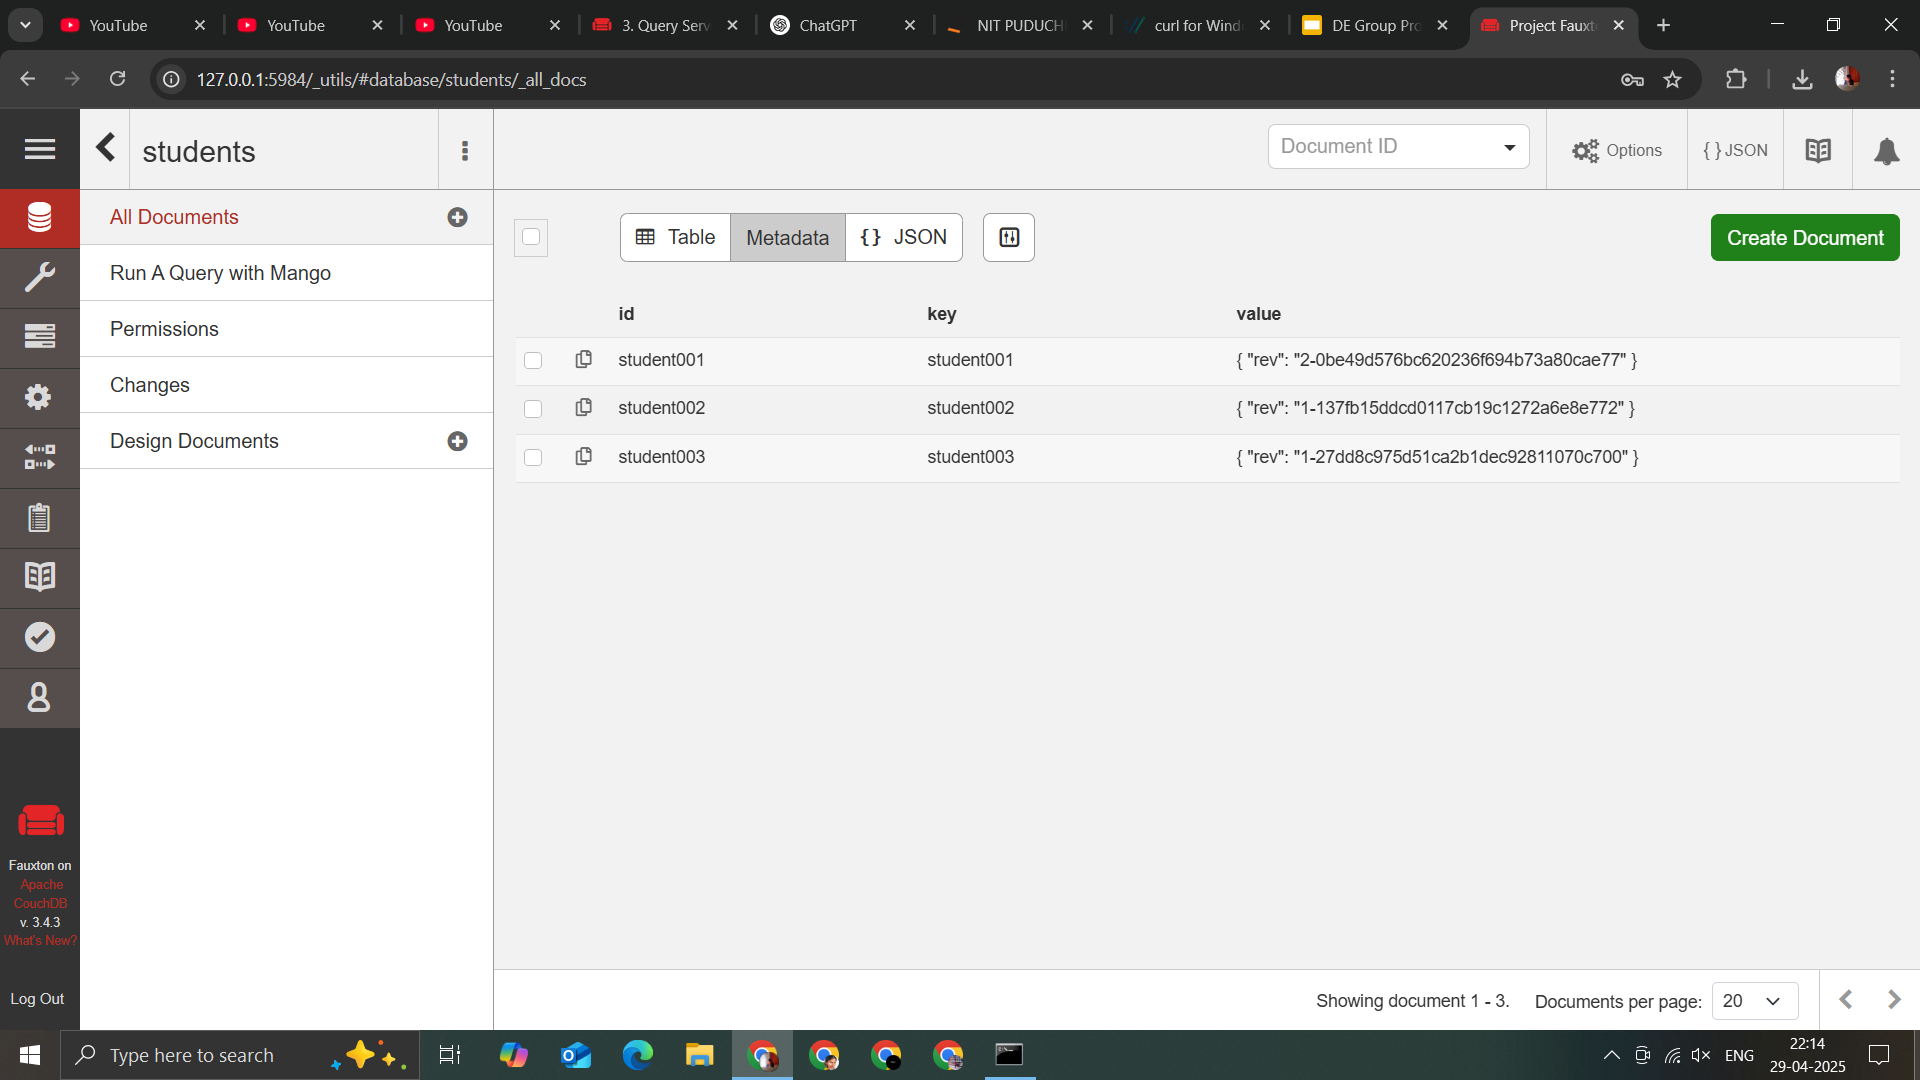 YouTube
YouTube
YouTube
3. Query Serv
ChatGPT
NIT PUDUCH
curl for Wind
DE Group Pro
Project Fauxt
127.0.0.1:5984/_utils/#database/students/_all_docs
students
Document ID
Options
{ } JSON
All Documents
Run A Query with Mango
Permissions
Changes
Design Documents
Table
Metadata
{} JSON
Create Document
id key value
student001 student001 { "rev": "2-0be49d576bc620236f694b73a80cae77" }
student002 student002 { "rev": "1-137fb15ddcd0117cb19c1272a6e8e772" }
student003 student003 { "rev": "1-27dd8c975d51ca2b1dec92811070c700" }
Fauxton on
Apache
CouchDB
v. 3.4.3
What's New?
Log Out
Showing document 1 - 3. Documents per page: 20
Type here to search
ENG
22:14
29-04-2025